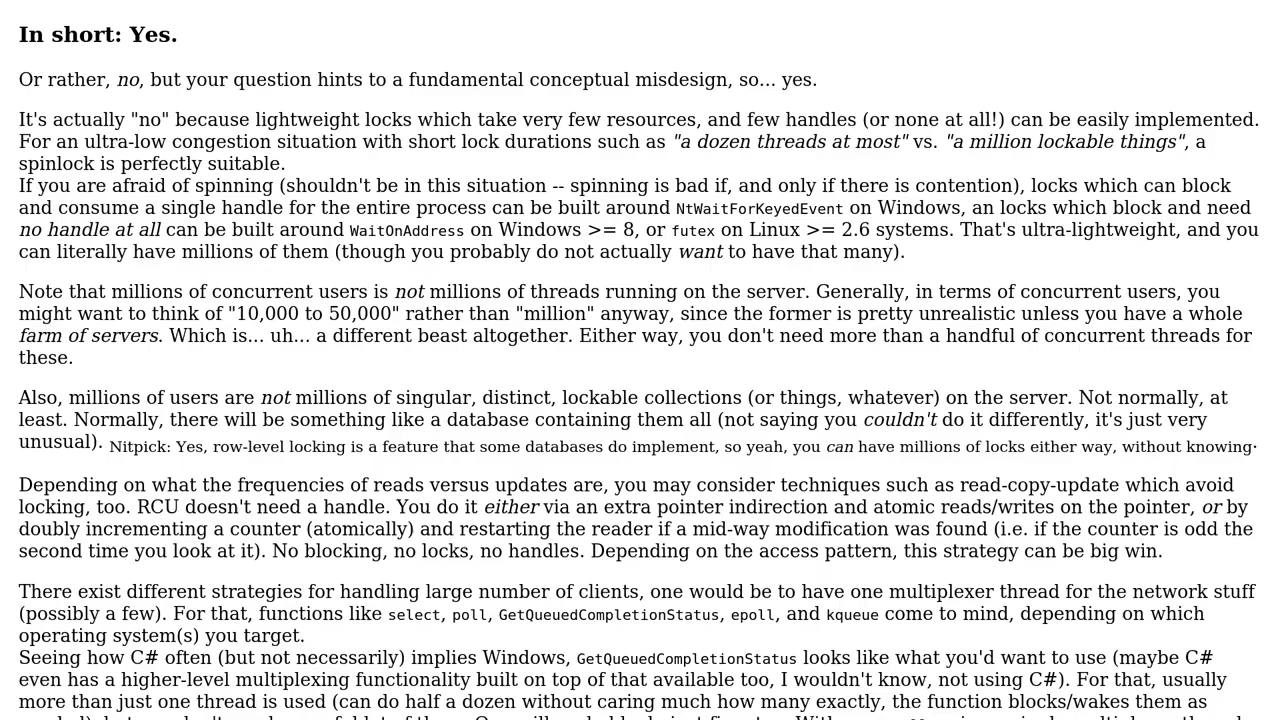 In short: Yes.
Or rather, no, but your question hints to a fundamental conceptual misdesign, so... yes.
It's actually "no" because lightweight locks which take very few resources, and few handles (or none at all!) can be easily implemented.
For an ultra-low congestion situation with short lock durations such as "a dozen threads at most" vs. "a million lockable things", a
spinlock is perfectly suitable.
If you are afraid of spinning (shouldn't be in this situation -- spinning is bad if, and only if there is contention), locks which can block
and consume a single handle for the entire process can be built around NtWaitForKeyedEvent on Windows, an locks which block and need
no handle at all can be built around WaitOnAddress on Windows >= 8, or futex on Linux >= 2.6 systems. That's ultra-lightweight, and you
can literally have millions of them (though you probably do not actually want to have that many).
Note that millions of concurrent users is not millions of threads running on the server. Generally, in terms of concurrent users, you
might want to think of "10,000 to 50,000" rather than "million" anyway, since the former is pretty unrealistic unless you have a whole
farm of servers. Which is... uh... a different beast altogether. Either way, you don't need more than a handful of concurrent threads for
these.
Also, millions of users are not millions of singular, distinct, lockable collections (or things, whatever) on the server. Not normally, at
least. Normally, there will be something like a database containing them all (not saying you couldn't do it differently, it's just very
unusual). Nitpick: Yes, row-level locking is a feature that some databases do implement, so yeah, you can have millions of locks either way, without knowing.
Depending on what the frequencies of reads versus updates are, you may consider techniques such as read-copy-update which avoid
locking, too. RCU doesn't need a handle. You do it either via an extra pointer indirection and atomic reads/writes on the pointer, or by
doubly incrementing a counter (atomically) and restarting the reader if a mid-way modification was found (i.e. if the counter is odd the
second time you look at it). No blocking, no locks, no handles. Depending on the access pattern, this strategy can be big win.
There exist different strategies for handling large number of clients, one would be to have one multiplexer thread for the network stuff
(possibly a few). For that, functions like select, poll, GetQueuedCompletionStatus, epoll, and kqueue come to mind, depending on which
operating system(s) you target.
Seeing how C# often (but not necessarily) implies Windows, GetQueuedCompletionStatus looks like what you'd want to use (maybe C#
even has a higher-level multiplexing functionality built on top of that available too, I wouldn't know, not using C#). For that, usually
more than just one thread is used (can do half a dozen without caring much how many exactly, the function blocks/wakes them as